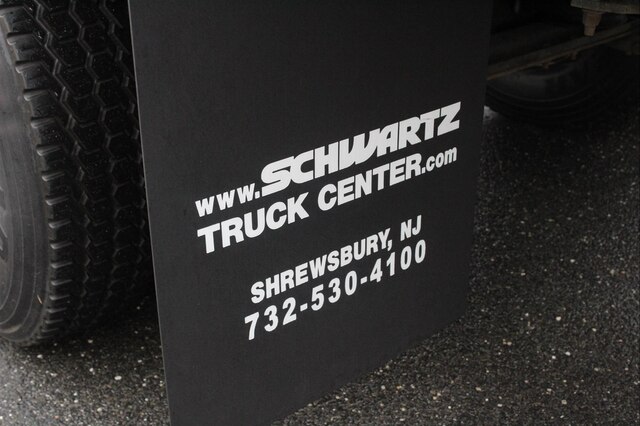 www.SCHWARTZ
TRUCK CENTER.com
SHREWSBURY, NJ
732-530-4100